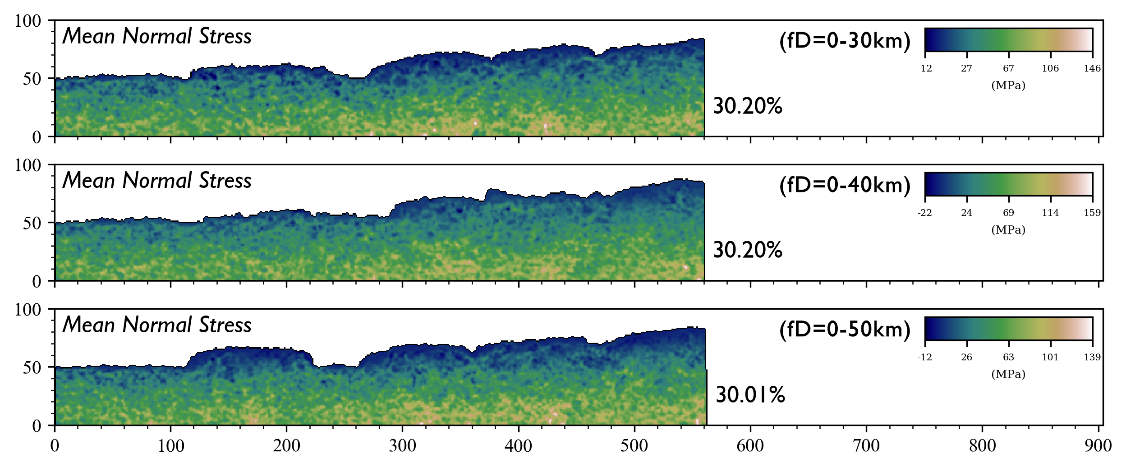 100
50
0
Mean Normal Stress
(fD=0-30km)
12 27 67 106 146
(MPa)
30.20%
100
50
0
Mean Normal Stress
(fD=0-40km)
-22 24 69 114 159
(MPa)
30.20%
100
50
0
Mean Normal Stress
(fD=0-50km)
-12 26 63 101 139
(MPa)
30.01%
0 100 200 300 400 500 600 700 800 900